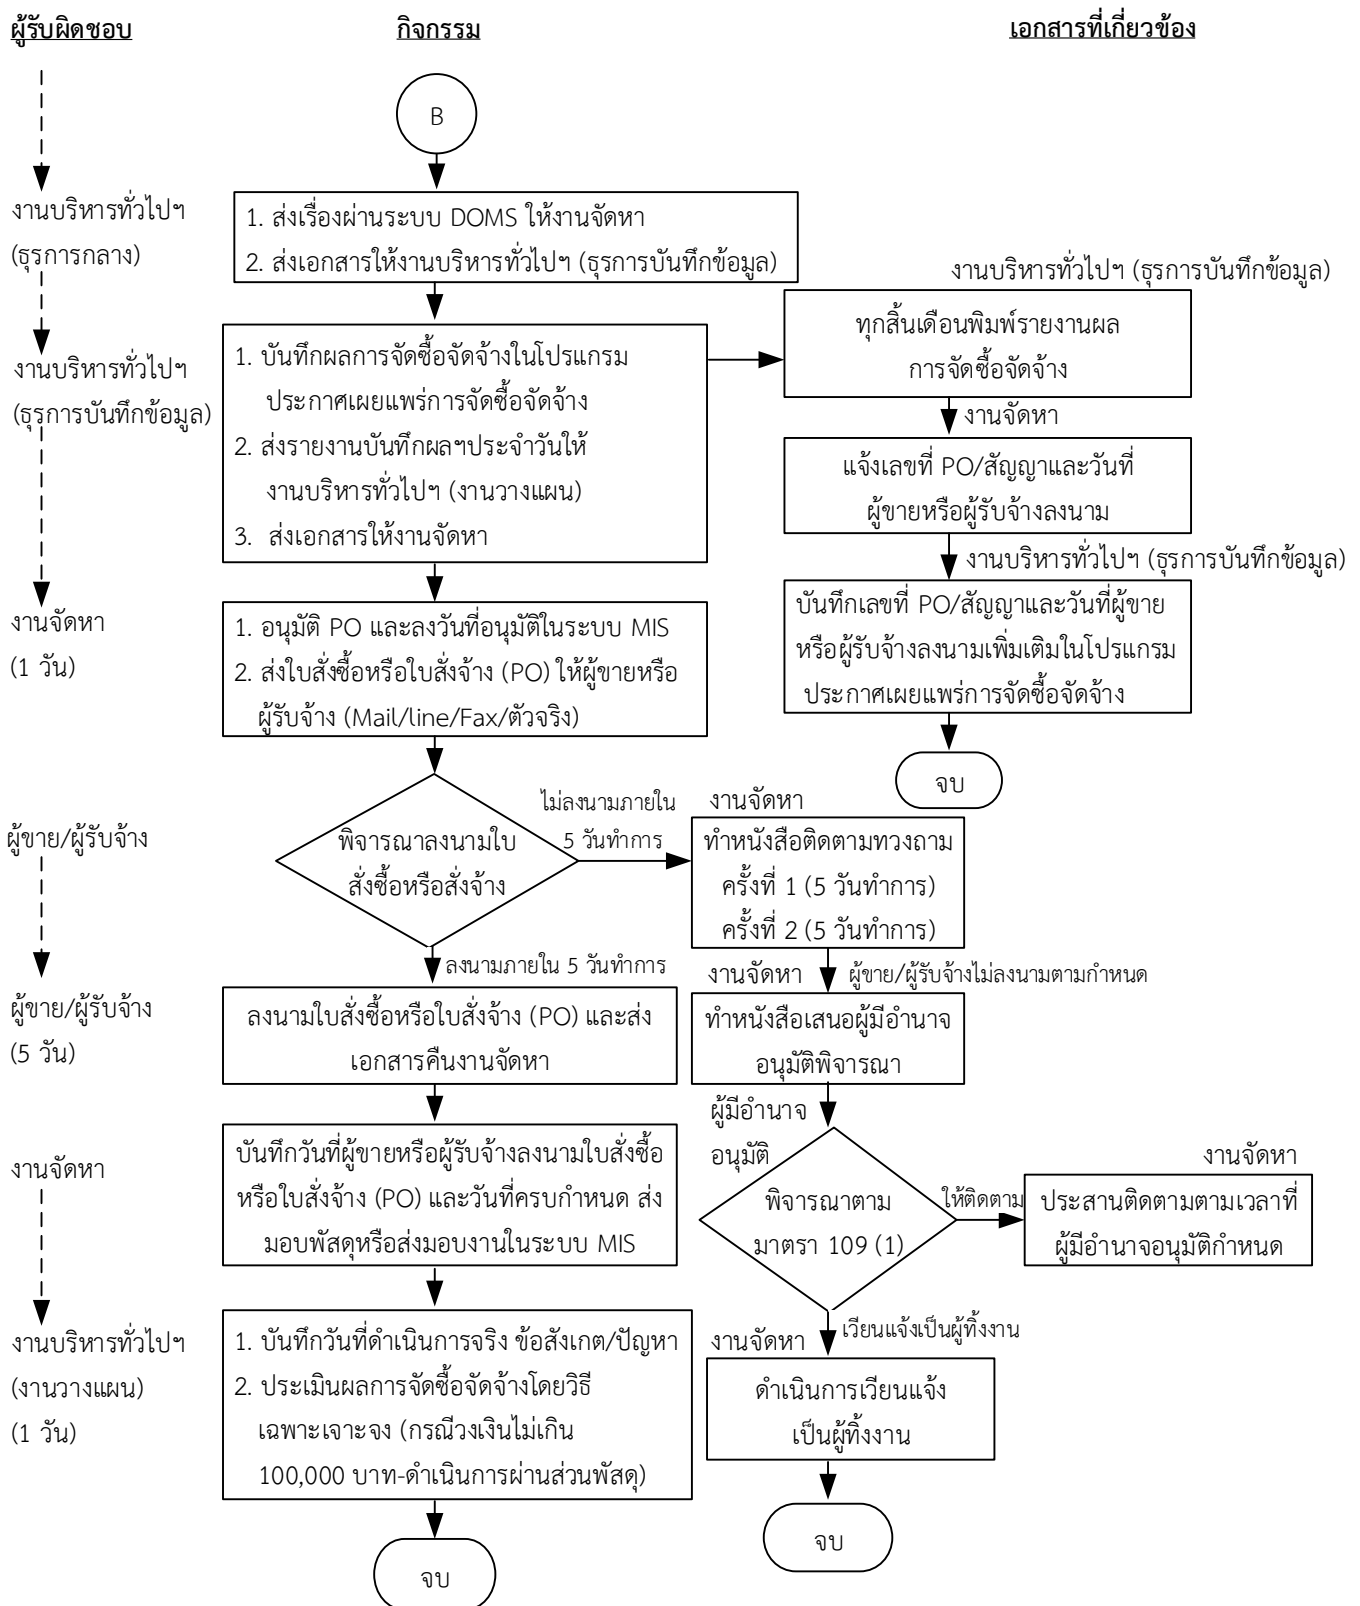 ผู้รับผิดชอบ
กิจกรรม
เอกสารที่เกี่ยวข้อง
B
งานบริหารทั่วไปฯ
(ธุรการกลาง)
1. ส่งเรื่องผ่านระบบ DOMS ให้งานจัดหา
2. ส่งเอกสารให้งานบริหารทั่วไปฯ (ธุรการบันทึกข้อมูล)
งานบริหารทั่วไปฯ
(ธุรการบันทึกข้อมูล)
1. บันทึกผลการจัดซื้อจัดจ้างในโปรแกรม
ประกาศเผยแพร่การจัดซื้อจัดจ้าง
2. ส่งรายงานบันทึกผลฯประจำวันให้
งานบริหารทั่วไปฯ (งานวางแผน)
3. ส่งเอกสารให้งานจัดหา
งานบริหารทั่วไปฯ (ธุรการบันทึกข้อมูล)
ทุกสิ้นเดือนพิมพ์รายงานผล
การจัดซื้อจัดจ้าง
งานจัดหา
แจ้งเลขที่ PO/สัญญาและวันที่
ผู้ขายหรือผู้รับจ้างลงนาม
งานบริหารทั่วไปฯ (ธุรการบันทึกข้อมูล)
บันทึกเลขที่ PO/สัญญาและวันที่ผู้ขาย
หรือผู้รับจ้างลงนามเพิ่มเติมในโปรแกรม
ประกาศเผยแพร่การจัดซื้อจัดจ้าง
จบ
งานจัดหา
(1 วัน)
1. อนุมัติ PO และลงวันที่อนุมัติในระบบ MIS
2. ส่งใบสั่งซื้อหรือใบสั่งจ้าง (PO) ให้ผู้ขายหรือ
ผู้รับจ้าง (Mail/line/Fax/ตัวจริง)
ผู้ขาย/ผู้รับจ้าง
พิจารณาลงนามใบ
สั่งซื้อหรือสั่งจ้าง
ไม่ลงนามภายใน
5 วันทำการ
งานจัดหา
ทำหนังสือติดตามทวงถาม
ครั้งที่ 1 (5 วันทำการ)
ครั้งที่ 2 (5 วันทำการ)
ลงนามภายใน 5 วันทำการ
งานจัดหา
ผู้ขาย/ผู้รับจ้างไม่ลงนามตามกำหนด
ผู้ขาย/ผู้รับจ้าง
(5 วัน)
ลงนามใบสั่งซื้อหรือใบสั่งจ้าง (PO) และส่ง
เอกสารคืนงานจัดหา
ทำหนังสือเสนอผู้มีอำนาจ
อนุมัติพิจารณา
ผู้มีอำนาจ
อนุมัติ
พิจารณาตาม
มาตรา 109 (1)
ให้ติดตาม
งานจัดหา
ประสานติดตามตามเวลาที่
ผู้มีอำนาจอนุมัติกำหนด
งานจัดหา
บันทึกวันที่ผู้ขายหรือผู้รับจ้างลงนามใบสั่งซื้อ
หรือใบสั่งจ้าง (PO) และวันที่ครบกำหนด ส่ง
มอบพัสดุหรือส่งมอบงานในระบบ MIS
งานบริหารทั่วไปฯ
(งานวางแผน)
(1 วัน)
1. บันทึกวันที่ดำเนินการจริง ข้อสังเกต/ปัญหา
2. ประเมินผลการจัดซื้อจัดจ้างโดยวิธี
เฉพาะเจาะจง (กรณีวงเงินไม่เกิน
100,000 บาท-ดำเนินการผ่านส่วนพัสดุ)
จบ
งานจัดหา
เวียนแจ้งเป็นผู้ทิ้งงาน
ดำเนินการเวียนแจ้ง
เป็นผู้ทิ้งงาน
จบ